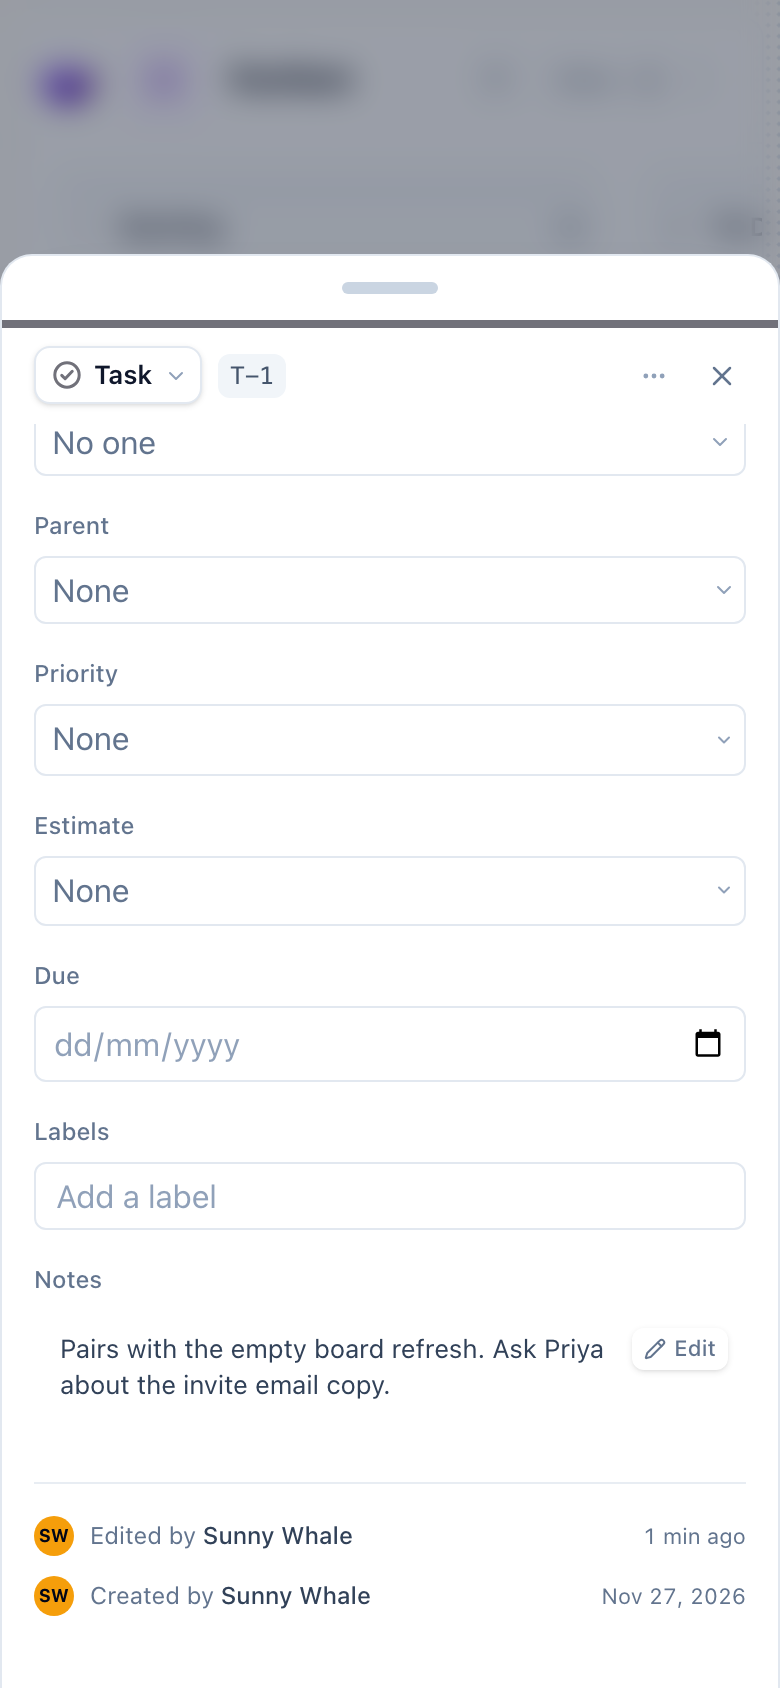 Task
T-1
No one
Parent
None
Priority
None
Estimate
None
Due
dd/mm/yyyy
Labels
Add a label
Notes
Pairs with the empty board refresh. Ask Priya
about the invite email copy.
Edit
SW Edited by Sunny Whale 1 min ago
SW Created by Sunny Whale Nov 27, 2026